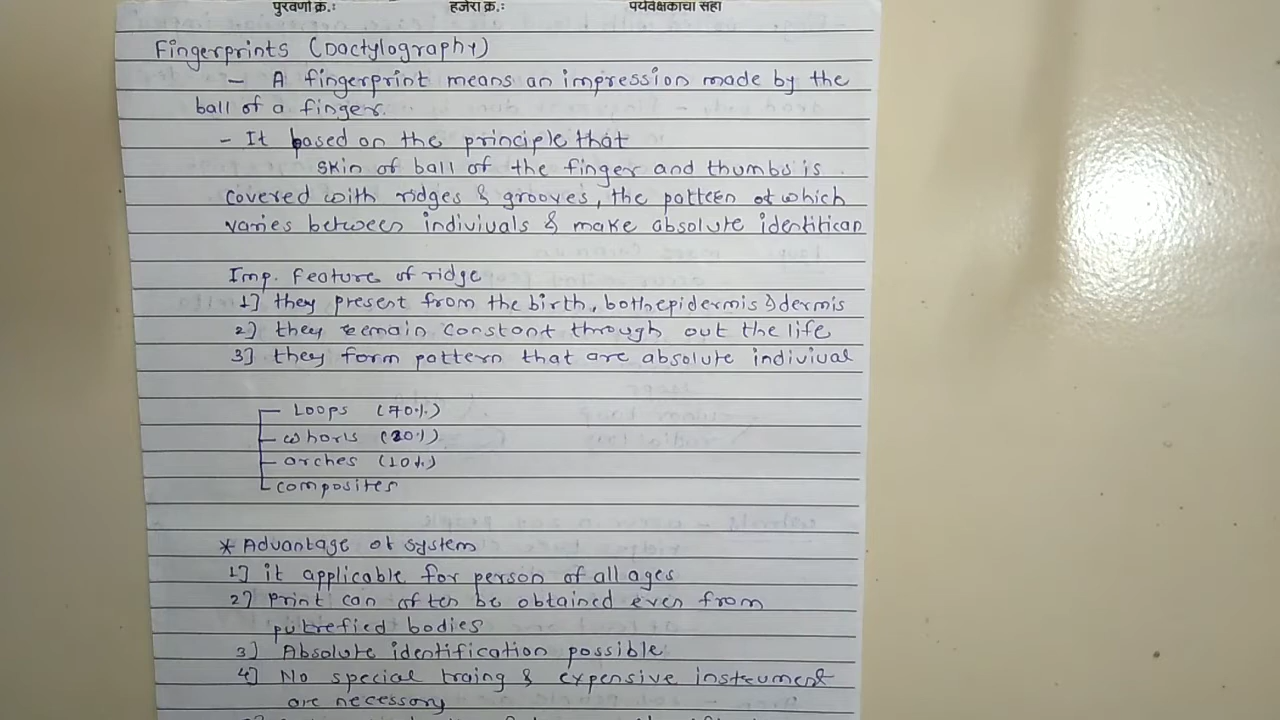 पुरवणी क्र.: हजेरी क्र.: पर्यवेक्षकाची सही
Fingerprints (Dactylography)
- A fingerprint means an impression made by the
ball of a finger.
- It based on the principle that
skin of ball of the finger and thumbs is
covered with ridges & grooves, the pattern of which
varies between indiviuals & make absolute identitican
Imp. Feature of ridge
1] they present from the birth, both epidermis & dermis
2] they remain constant through out the life
3] they form pattern that are absolute indiviual
Loops (70%)
whorls (20%)
arches (10%)
composites
* Advantage of system
1] it applicable for person of all ages
2] Print can often be obtained even from
putrefied bodies
3] Absolute identification possible
4] No special traing & expensive instrument
are necessary